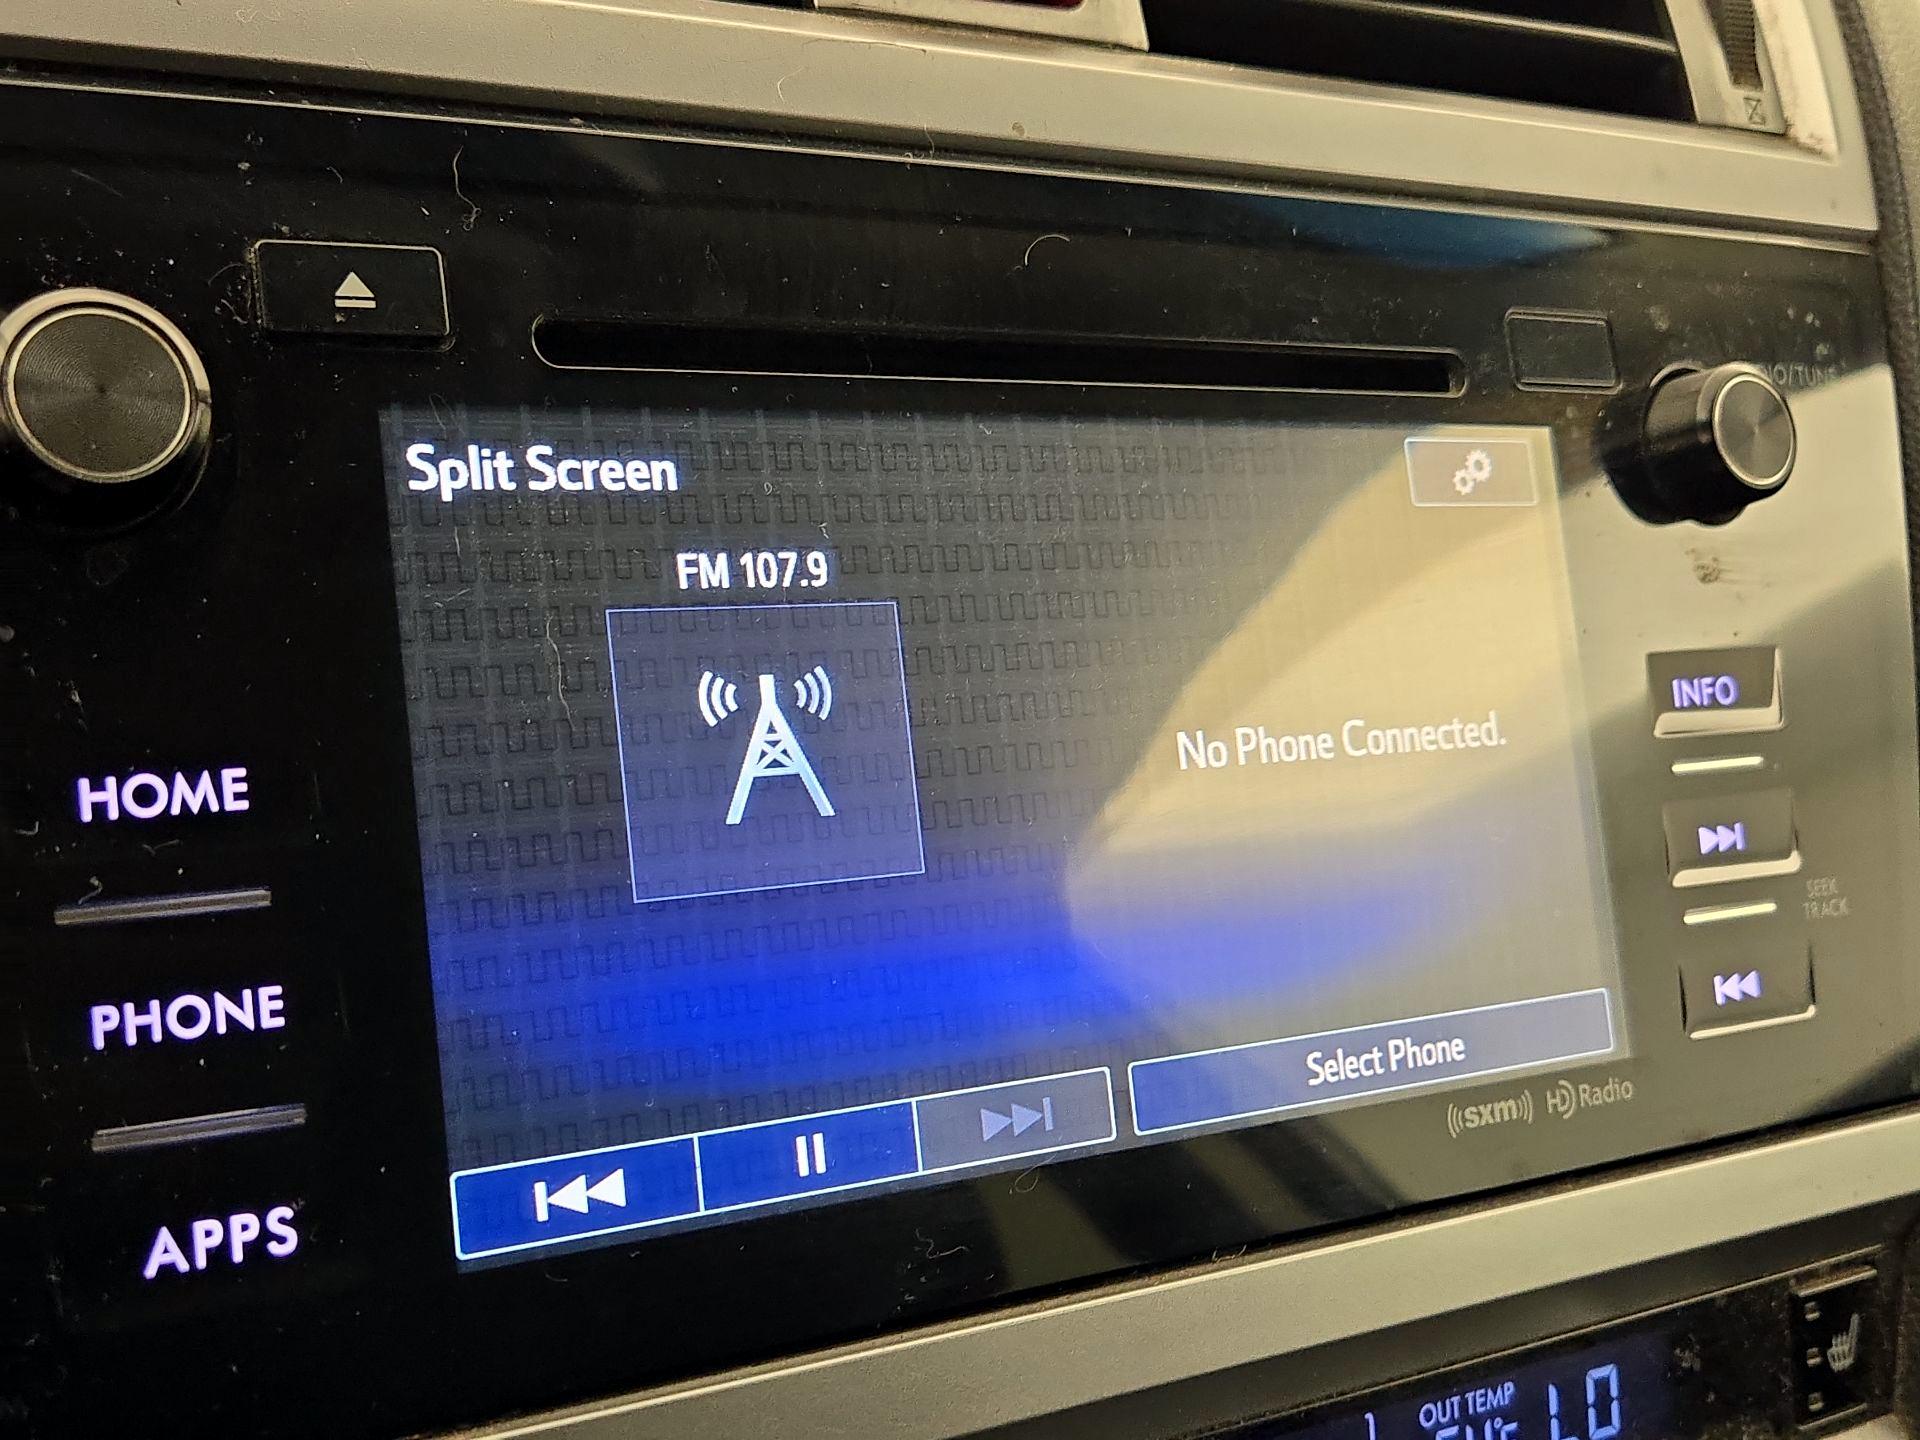 Split Screen
FM 107.9
No Phone Connected.
Select Phone
HOME
PHONE
APPS
INFO
SEEK
TRACK
((sxm)) HD Radio
OUT TEMP
LO